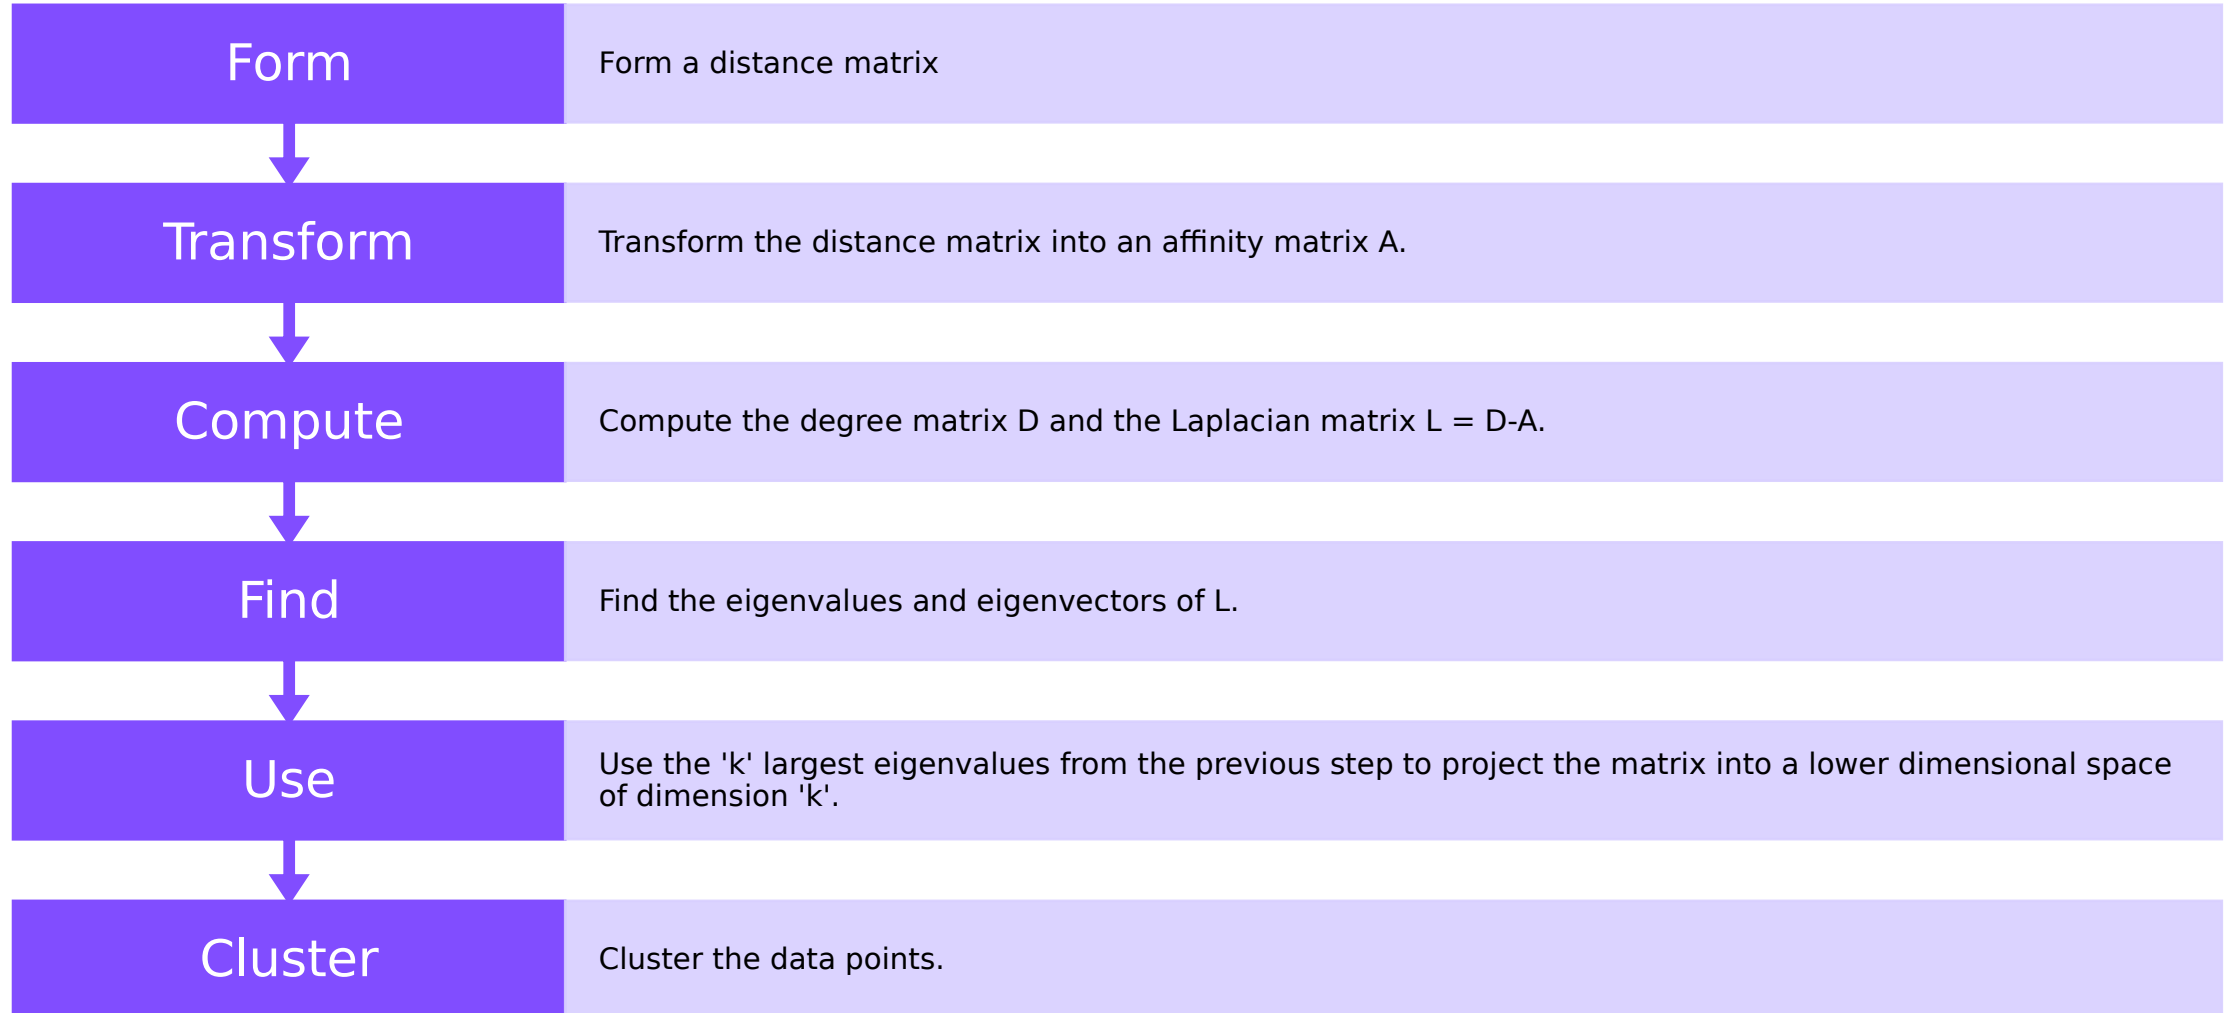 Form
Form a distance matrix
Transform
Transform the distance matrix into an affinity matrix A.
Compute
Compute the degree matrix D and the Laplacian matrix L = D-A.
Find
Find the eigenvalues and eigenvectors of L.
Use
Use the 'k' largest eigenvalues from the previous step to project the matrix into a lower dimensional space
of dimension 'k'.
Cluster
Cluster the data points.